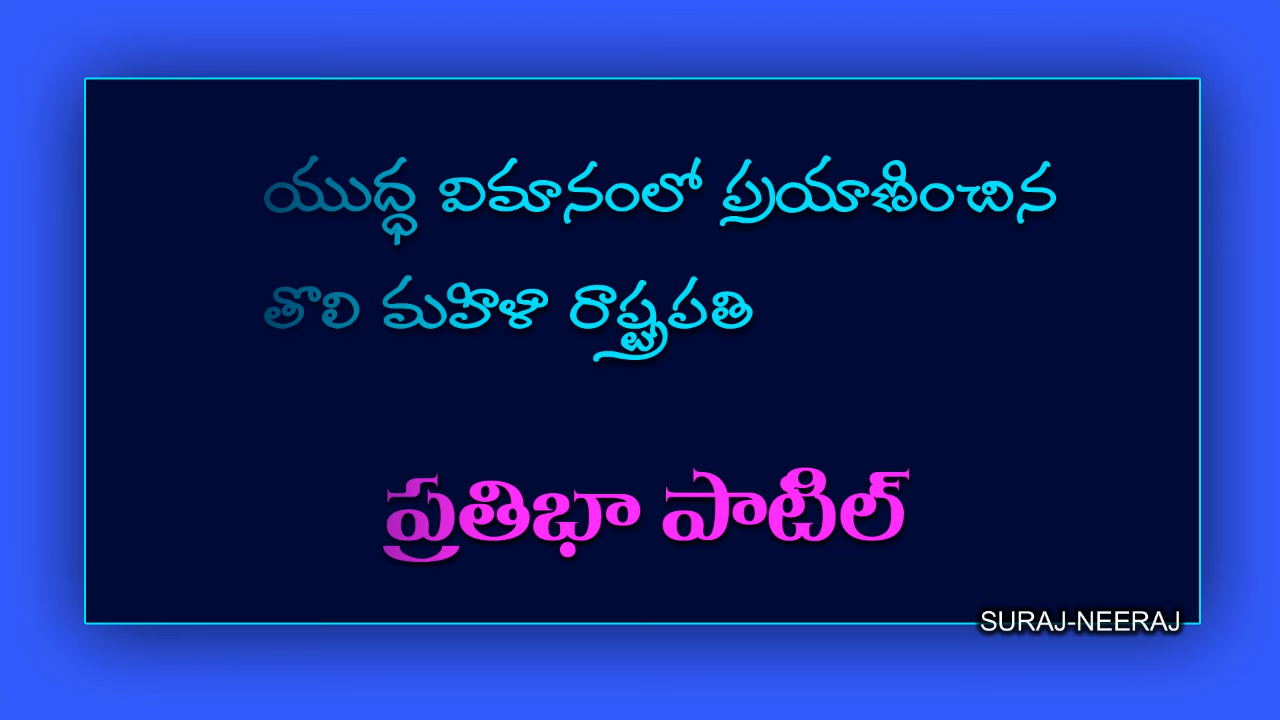 యుద్ధ విమానంలో ప్రయాణించిన
తొలి మహిళా రాష్ట్రపతి
ప్రతిభా పాటిల్
SURAJ-NEERAJ